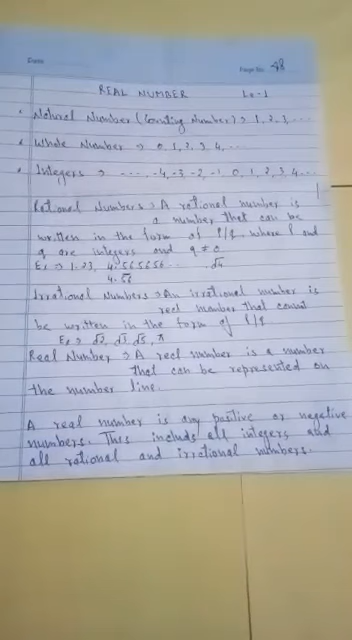 Date
Page No. 48
REAL NUMBER Le-1
• Natural Number (Conting Number) → 1, 2, 3, ....
• Whole Number → 0, 1, 2, 3, 4, ....
• Integers → ..... -4, -3, -2, -1, 0, 1, 2, 3, 4 ....
Rational Numbers → A rational number is
a number that can be
written in the form of P/q, where P and
q are integers and q ≠ 0
Ex → 1.23, 4.565656... √4
4.56
Irrational Numbers → An irrational number is
real number that cannot
be written in the form of P/q
Ex → √2, √3, √5, π
Real Number → A real number is a number
that can be represented on
the number line.
A real number is any positive or negative
numbers. This include all integers and
all rational and irrational numbers.